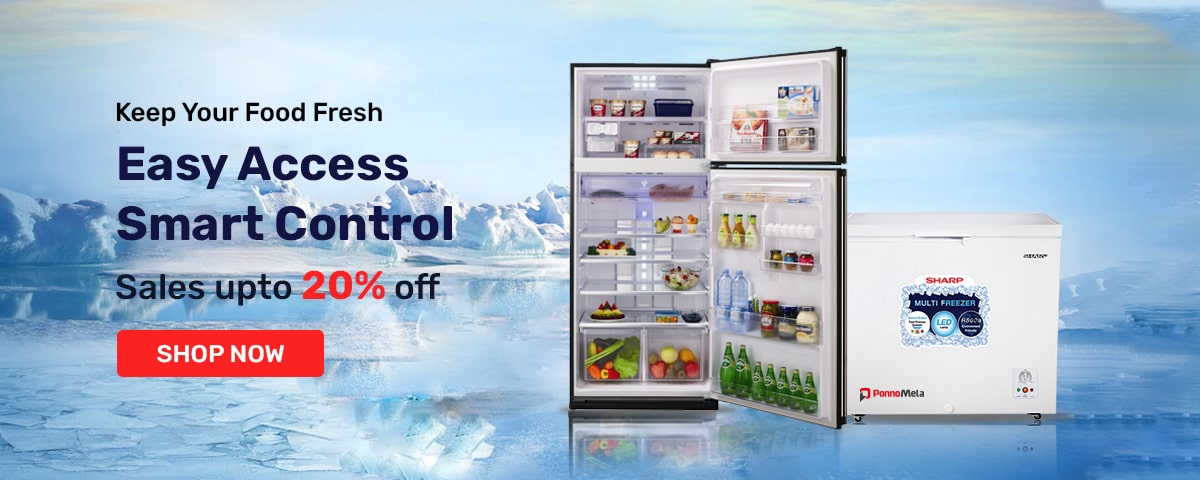 Keep Your Food Fresh
Easy Access
Smart Control
Sales upto 20% off
SHOP NOW
SHARP
SHARP
MULTI FREEZER
LED
PonnoMela